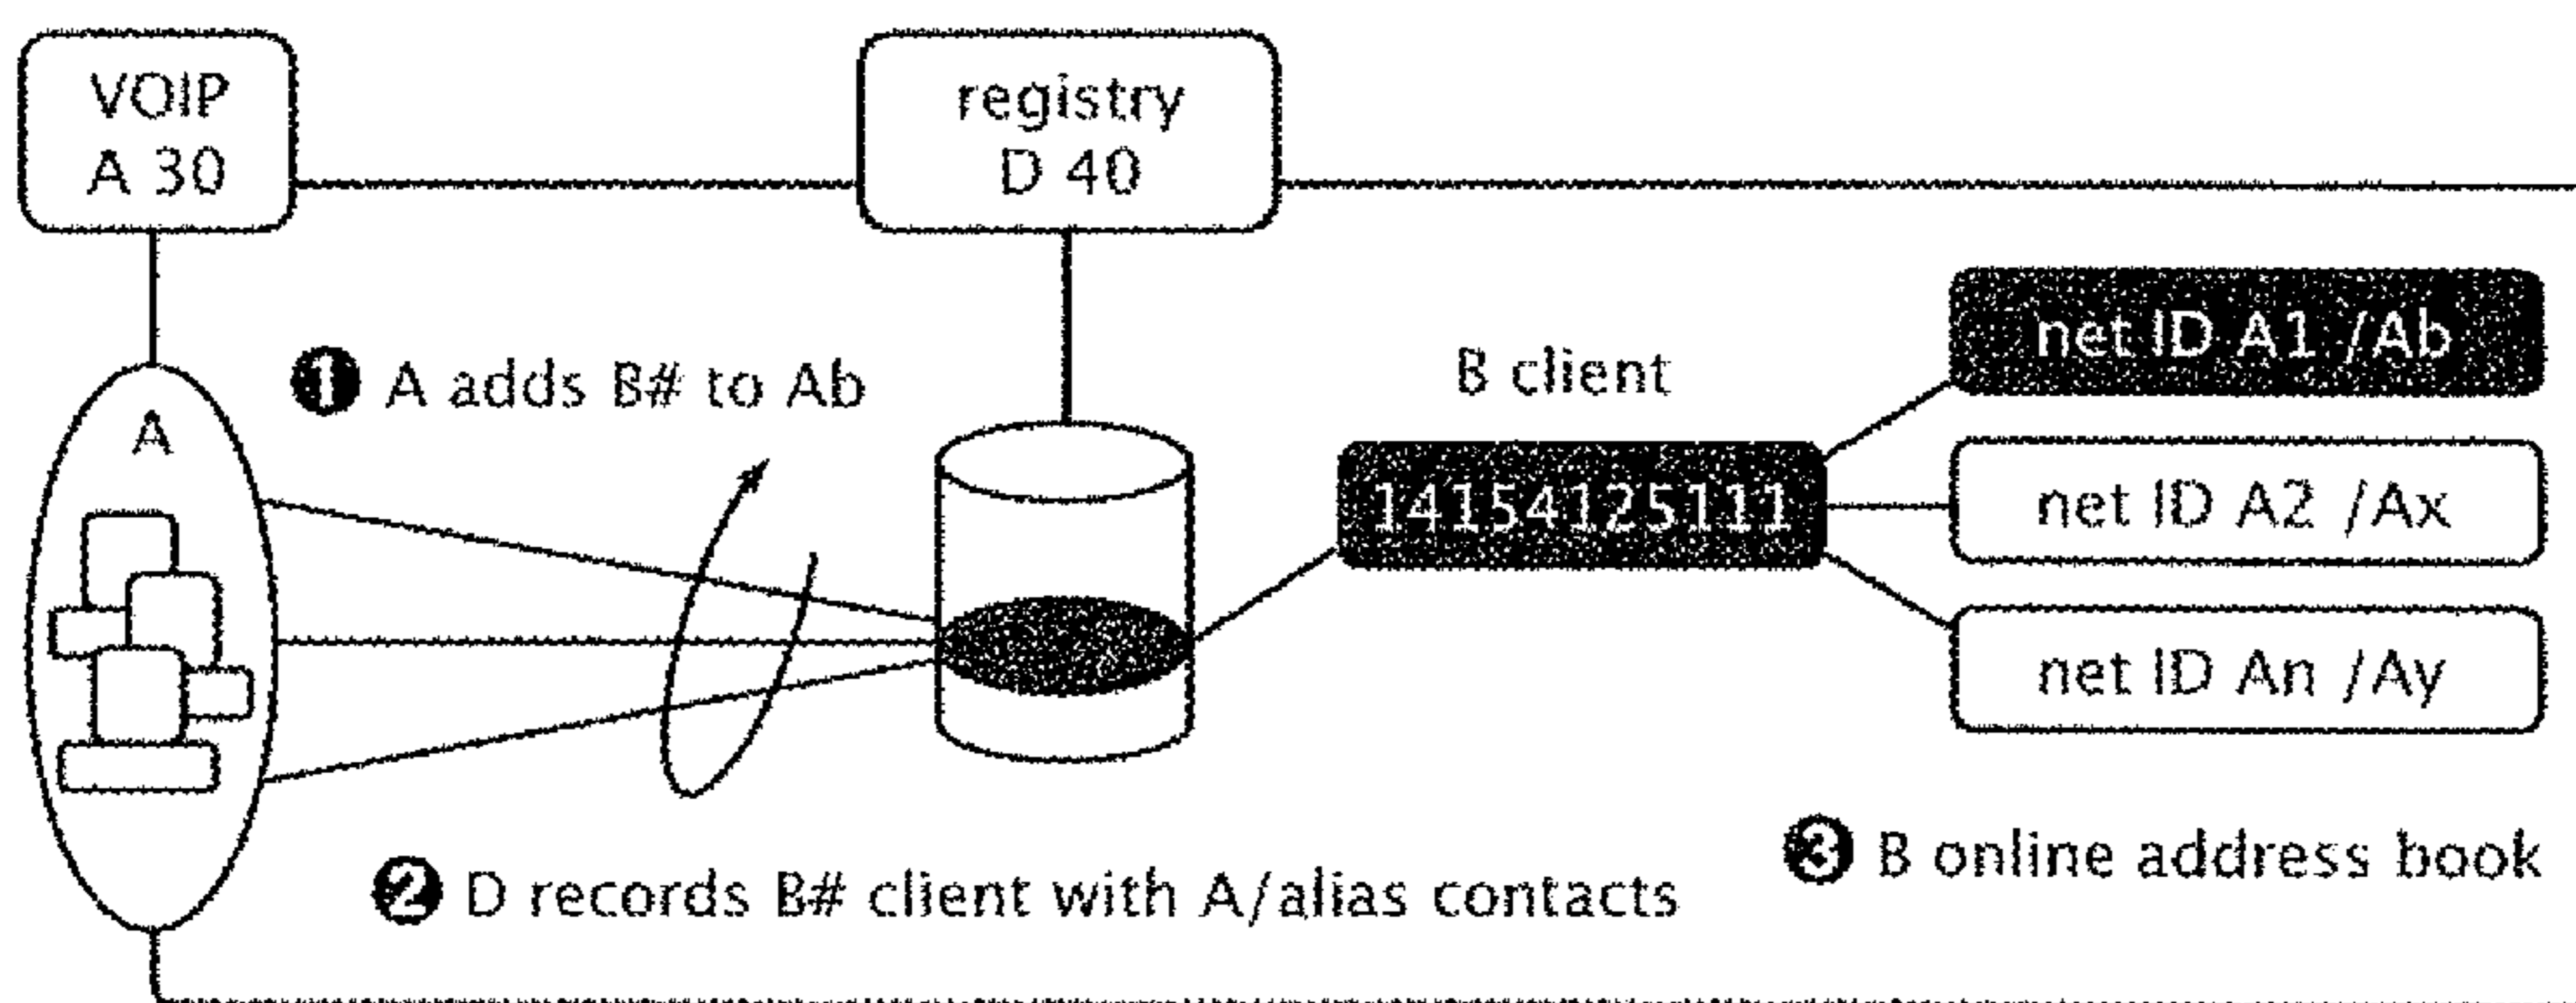 VOIP
A 30
registry
D 40
net ID A1 /Ab
❶ A adds B# to Ab
B client
A
14154125111
net ID A2 /Ax
net ID An /Ay
❸ B online address book
❷ D records B# client with A/alias contacts